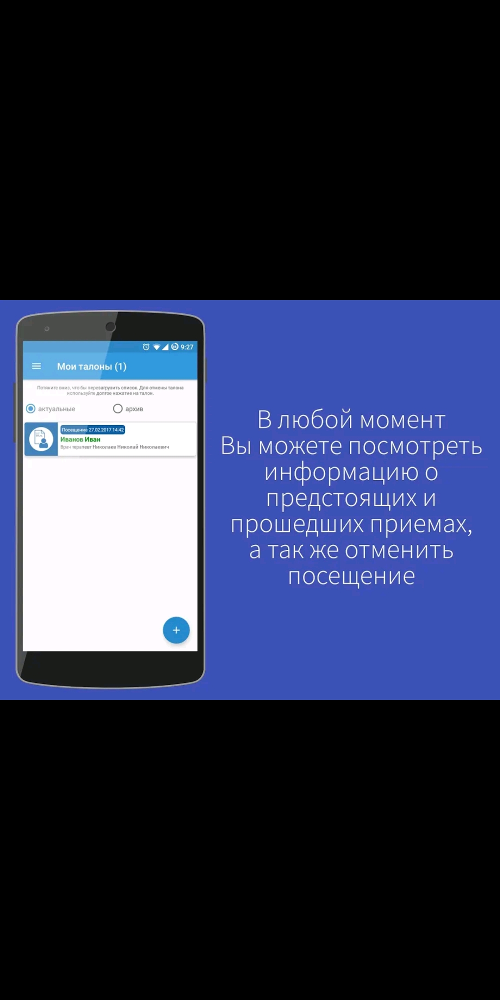 9:27
Мои талоны (1)
Потяните вниз, что бы перезагрузить список. Для отмены талона
используйте долгое нажатие на талон.
актуальные
архив
Посещение 27.02.2017 14:42
Иванов Иван
Врач терапевт Николаев Николай Николаевич
+
В любой момент
Вы можете посмотреть
информацию о
предстоящих и
прошедших приемах,
а так же отменить
посещение